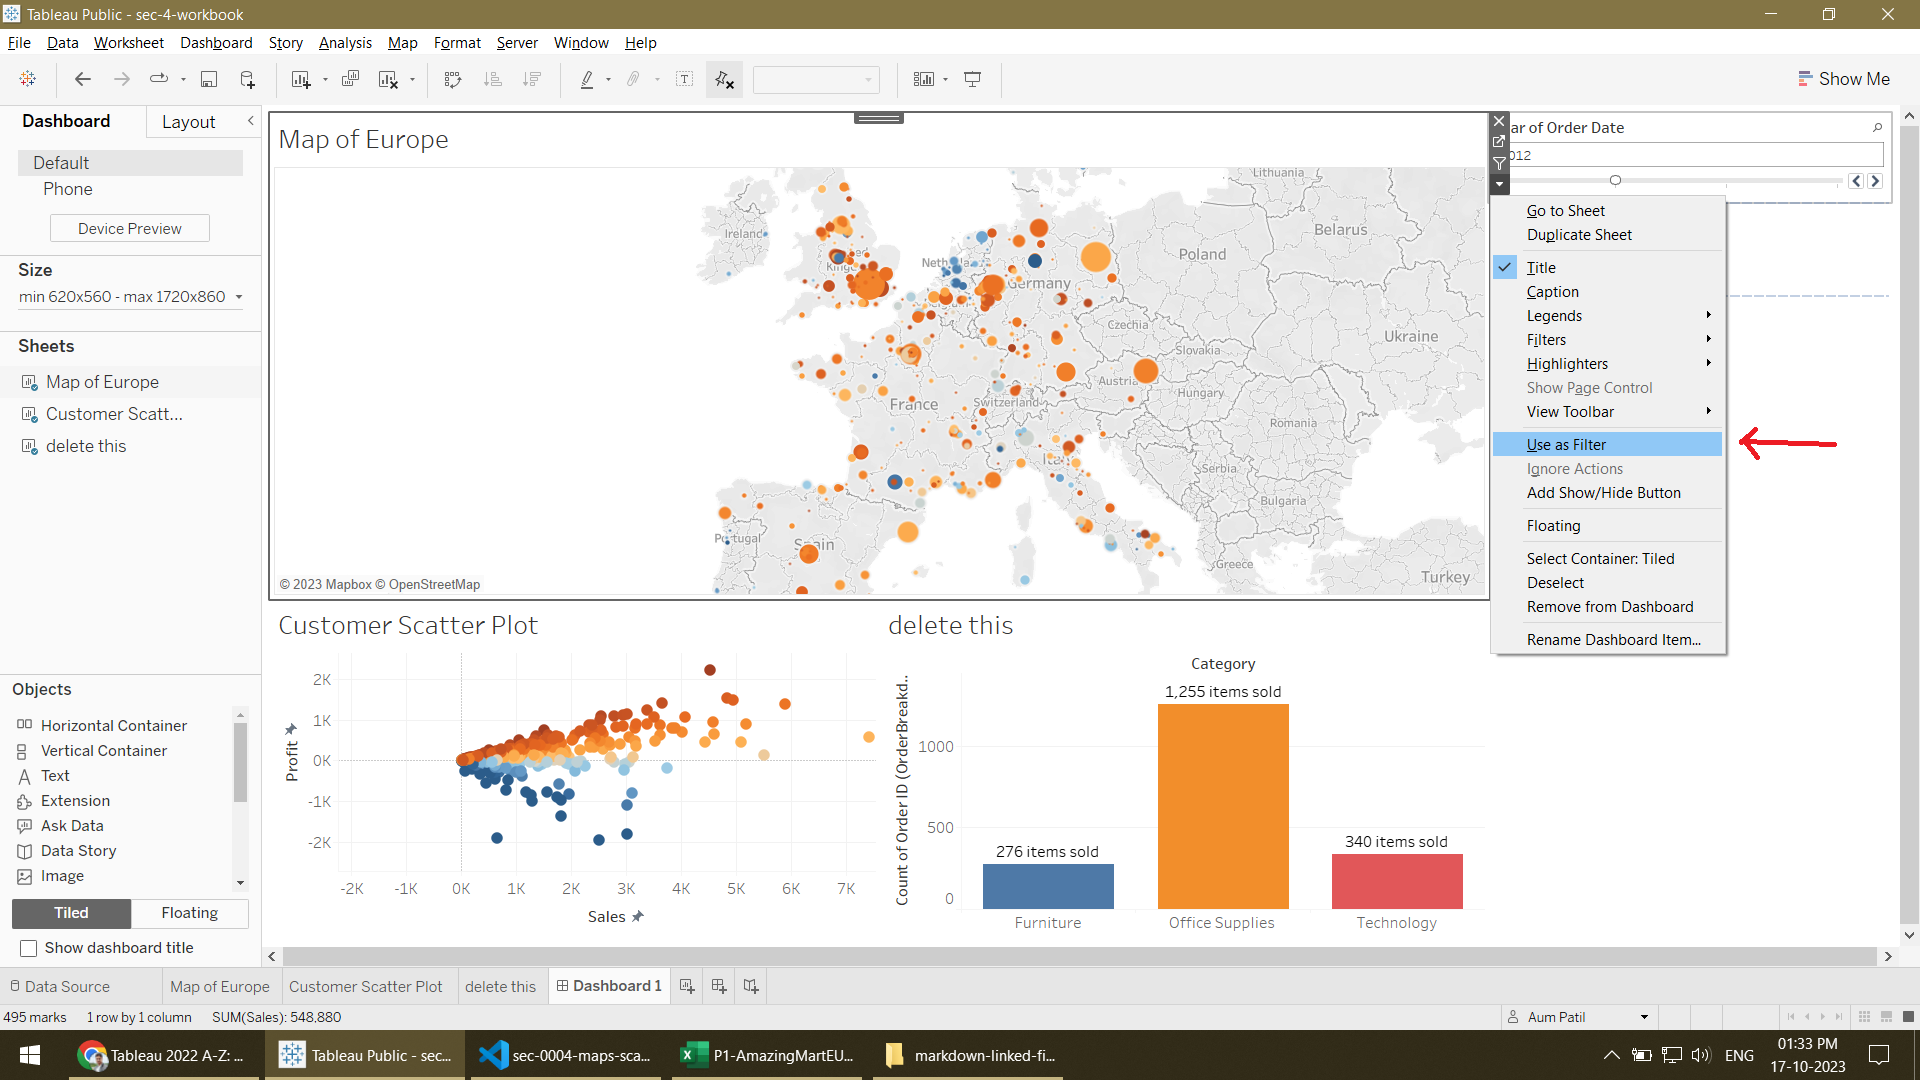 Tableau Public - sec-4-workbook
File Data Worksheet Dashboard Story Analysis Map Format Server Window Help
Show Me
Dashboard Layout
Default
Phone
Device Preview
Size
min 620x560 - max 1720x860
Sheets
Map of Europe
Customer Scatt...
delete this
Objects
Horizontal Container
Vertical Container
Text
Extension
Ask Data
Data Story
Image
Tiled Floating
Show dashboard title
Map of Europe
Lithuania
Ireland
Belarus
Poland
Germany
Ukraine
Czechia
Slovakia
Austria
Hungary
Switzerland
France
Romania
Serbia
Bulgaria
Portugal
Spain
Greece
Turkey
© 2023 Mapbox © OpenStreetMap
ar of Order Date
012
Go to Sheet
Duplicate Sheet
Title
Caption
Legends
Filters
Highlighters
Show Page Control
View Toolbar
Use as Filter
Ignore Actions
Add Show/Hide Button
Floating
Select Container: Tiled
Deselect
Remove from Dashboard
Rename Dashboard Item...
Customer Scatter Plot
Profit
2K
1K
0K
-1K
-2K
-2K -1K 0K 1K 2K 3K 4K 5K 6K 7K
Sales
delete this
Category
Count of Order ID (OrderBreakd..
1000
500
0
276 items sold
1,255 items sold
340 items sold
Furniture Office Supplies Technology
Data Source Map of Europe Customer Scatter Plot delete this Dashboard 1
495 marks 1 row by 1 column SUM(Sales): 548,880
Aum Patil
Tableau 2022 A-Z: ...
Tableau Public - sec...
sec-0004-maps-sca...
P1-AmazingMartEU...
markdown-linked-fi...
ENG
01:33 PM
17-10-2023